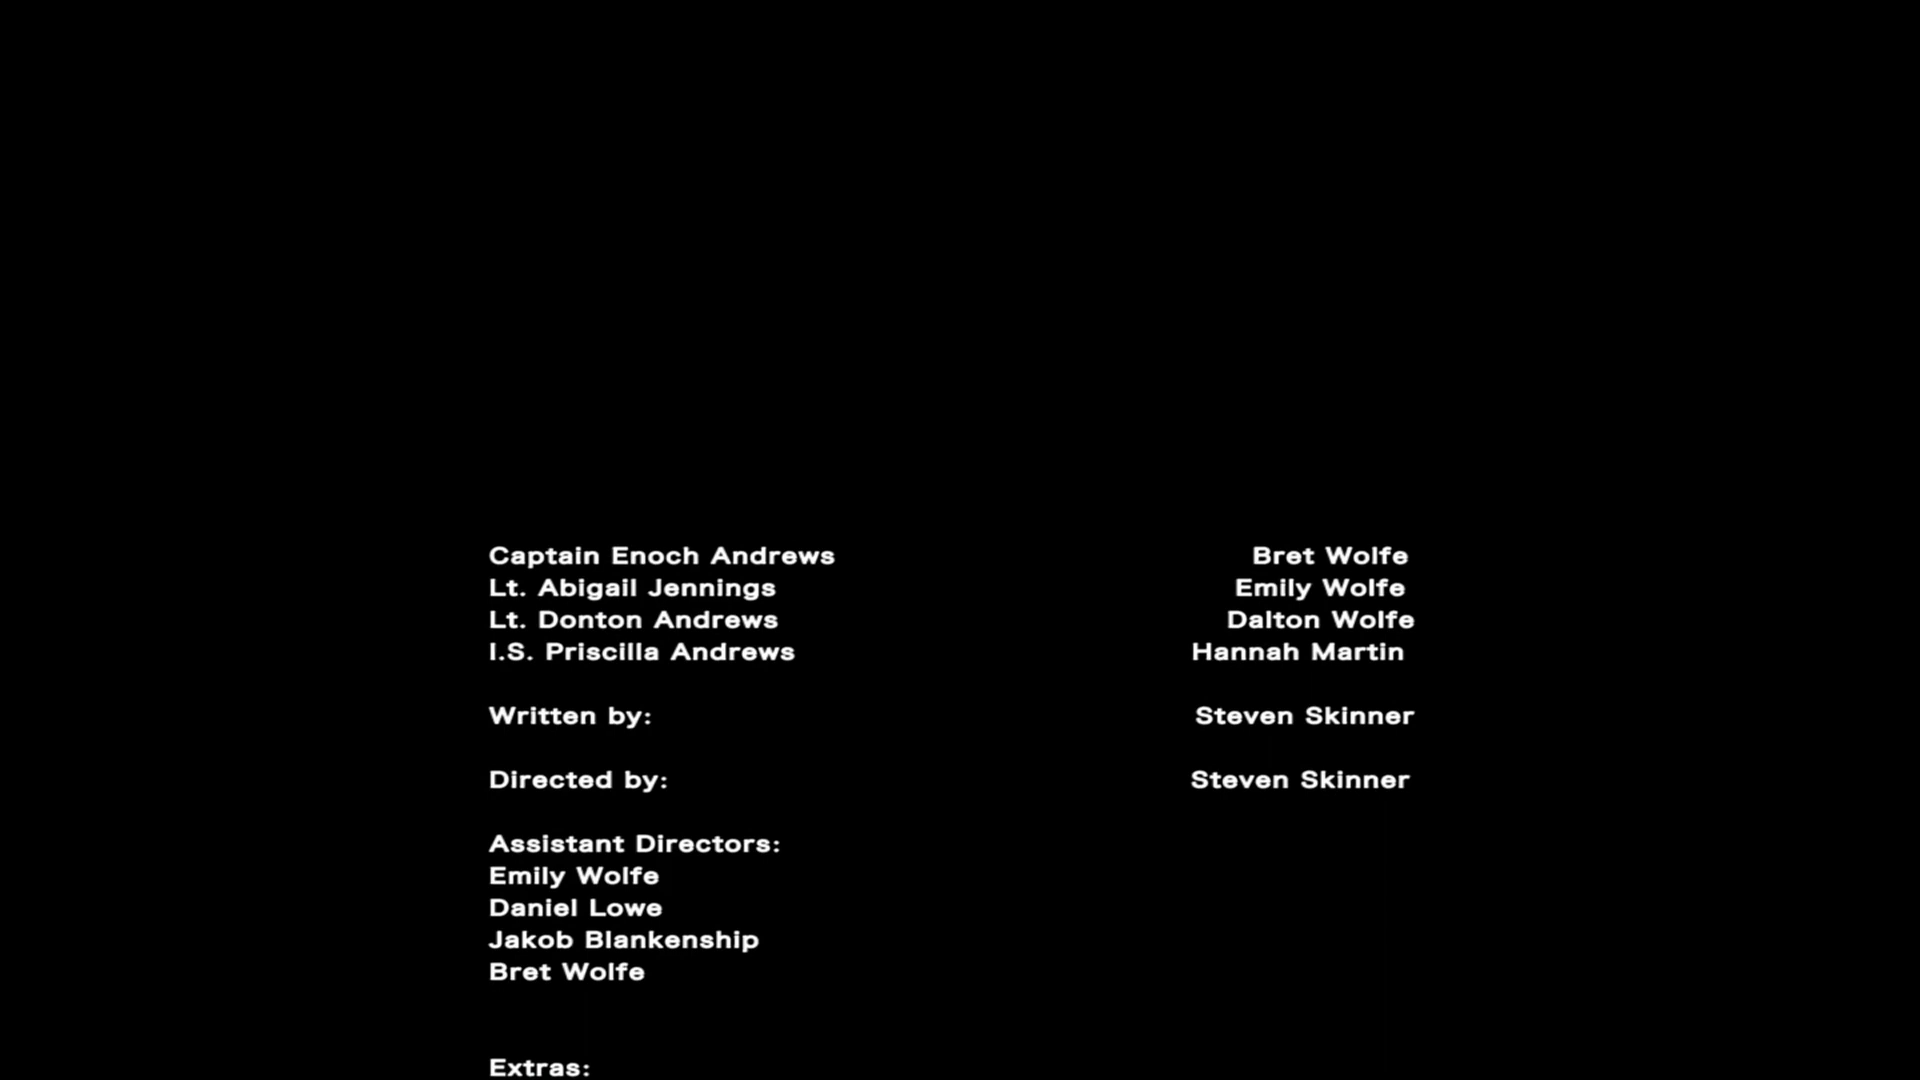 Captain Enoch Andrews Bret Wolfe
Lt. Abigail Jennings Emily Wolfe
Lt. Donton Andrews Dalton Wolfe
I.S. Priscilla Andrews Hannah Martin
Written by: Steven Skinner
Directed by: Steven Skinner
Assistant Directors:
Emily Wolfe
Daniel Lowe
Jakob Blankenship
Bret Wolfe
Extras: